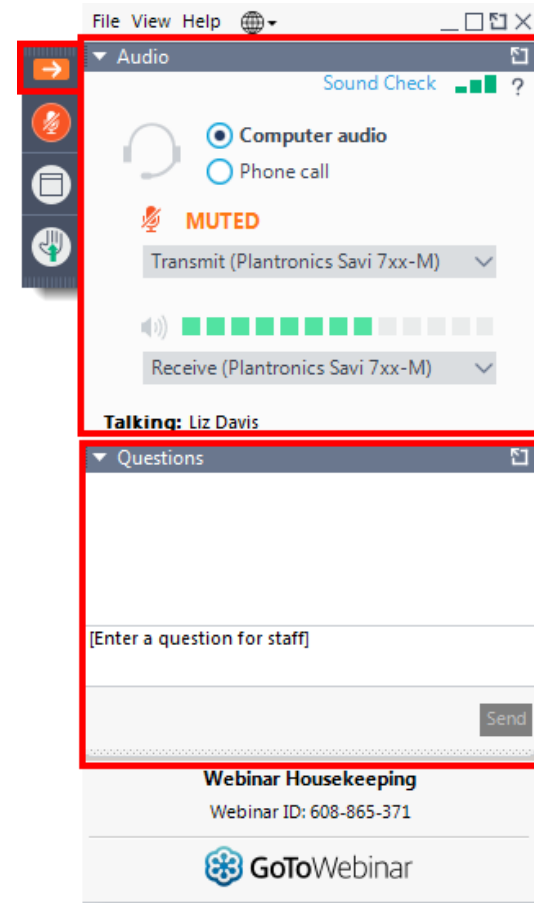 File View Help
Audio
Sound Check ?
Computer audio
Phone call
MUTED
Transmit (Plantronics Savi 7xx-M)
Receive (Plantronics Savi 7xx-M)
Talking: Liz Davis
Questions
[Enter a question for staff]
Send
Webinar Housekeeping
Webinar ID: 608-865-371
GoToWebinar